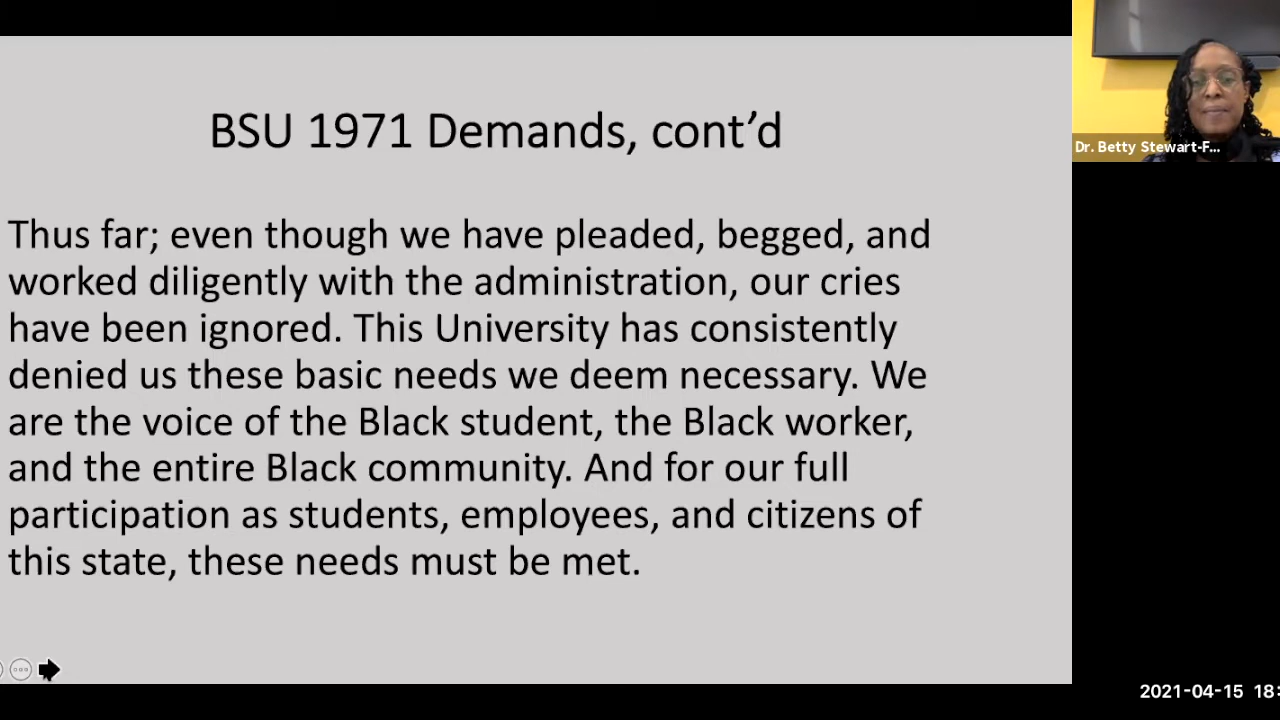 BSU 1971 Demands, cont’d
Thus far; even though we have pleaded, begged, and
worked diligently with the administration, our cries
have been ignored. This University has consistently
denied us these basic needs we deem necessary. We
are the voice of the Black student, the Black worker,
and the entire Black community. And for our full
participation as students, employees, and citizens of
this state, these needs must be met.
Dr. Betty Stewart-F...
2021-04-15 18: